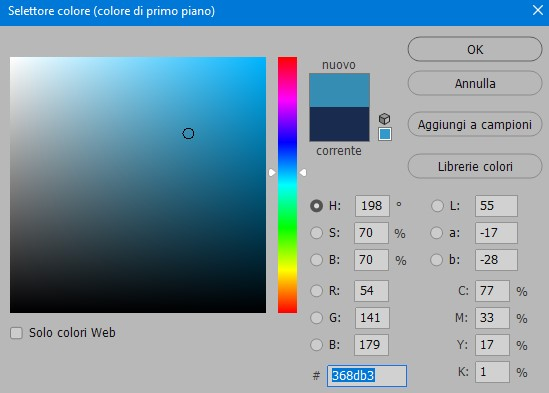 Selettore colore (colore di primo piano)
nuovo
corrente
OK
Annulla
Aggiungi a campioni
Librerie colori
H: 198 °
S: 70 %
B: 70 %
R: 54
G: 141
B: 179
# 368db3
L: 55
a: -17
b: -28
C: 77 %
M: 33 %
Y: 17 %
K: 1 %
Solo colori Web